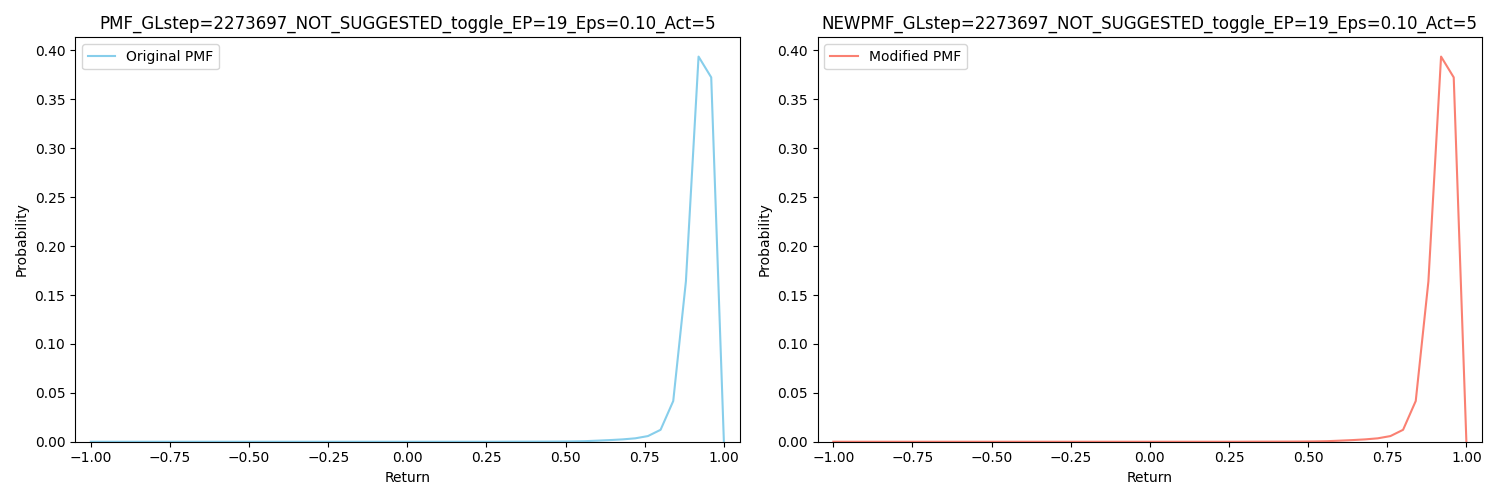 PMF_GLstep=2273697_NOT_SUGGESTED_toggle_EP=19_Eps=0.10_Act=5
Original PMF
0.40
0.35
0.30
0.25
0.20
0.15
0.10
0.05
0.00
Probability
−1.00 −0.75 −0.50 −0.25 0.00 0.25 0.50 0.75 1.00
Return
NEWPMF_GLstep=2273697_NOT_SUGGESTED_toggle_EP=19_Eps=0.10_Act=5
Modified PMF
0.40
0.35
0.30
0.25
0.20
0.15
0.10
0.05
0.00
Probability
−1.00 −0.75 −0.50 −0.25 0.00 0.25 0.50 0.75 1.00
Return